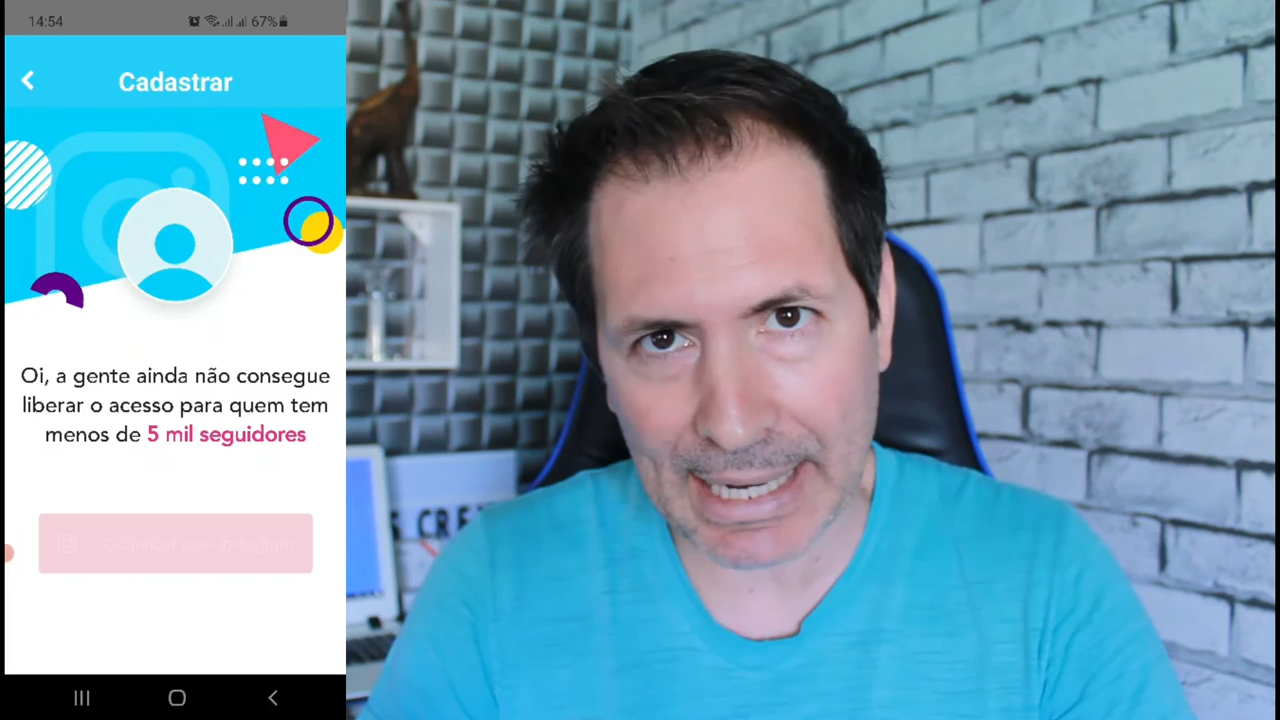 14:54
67%
Cadastrar
Oi, a gente ainda não consegue
liberar o acesso para quem tem
menos de 5 mil seguidores